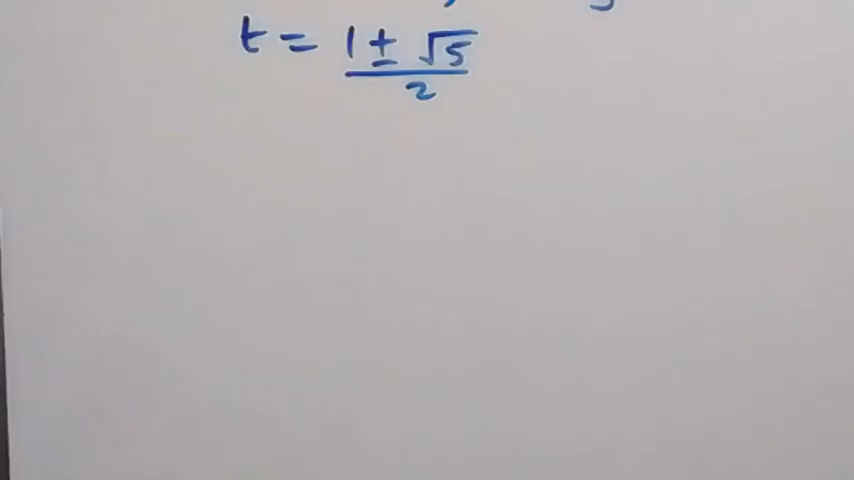 t = (1 ± √5)/2